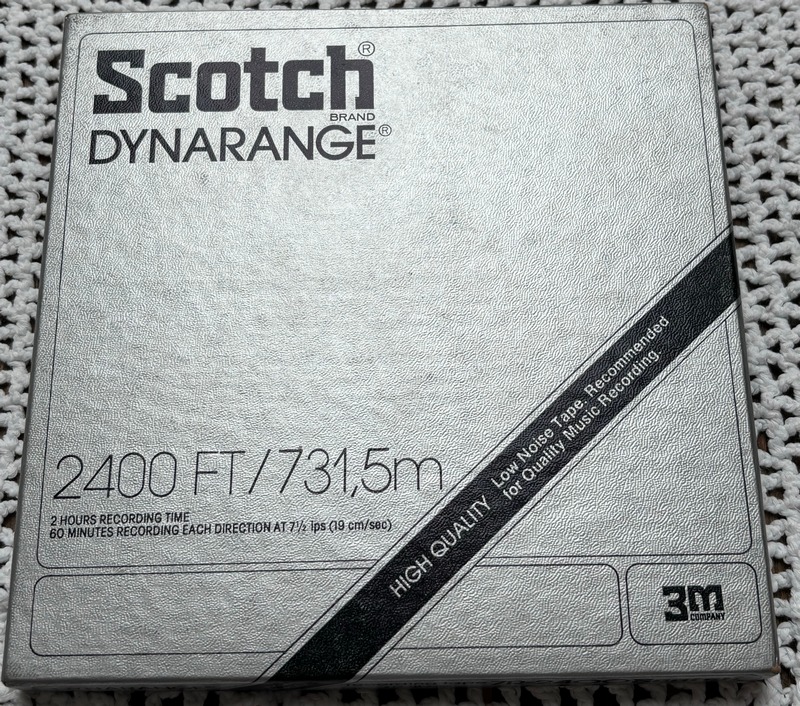 Scotch®
BRAND
DYNARANGE®
2400 FT/731,5m
2 HOURS RECORDING TIME
60 MINUTES RECORDING EACH DIRECTION AT 7½ ips (19 cm/sec)
HIGH QUALITY Low Noise Tape. Recommended
for Quality Music Recording.
3m
COMPANY